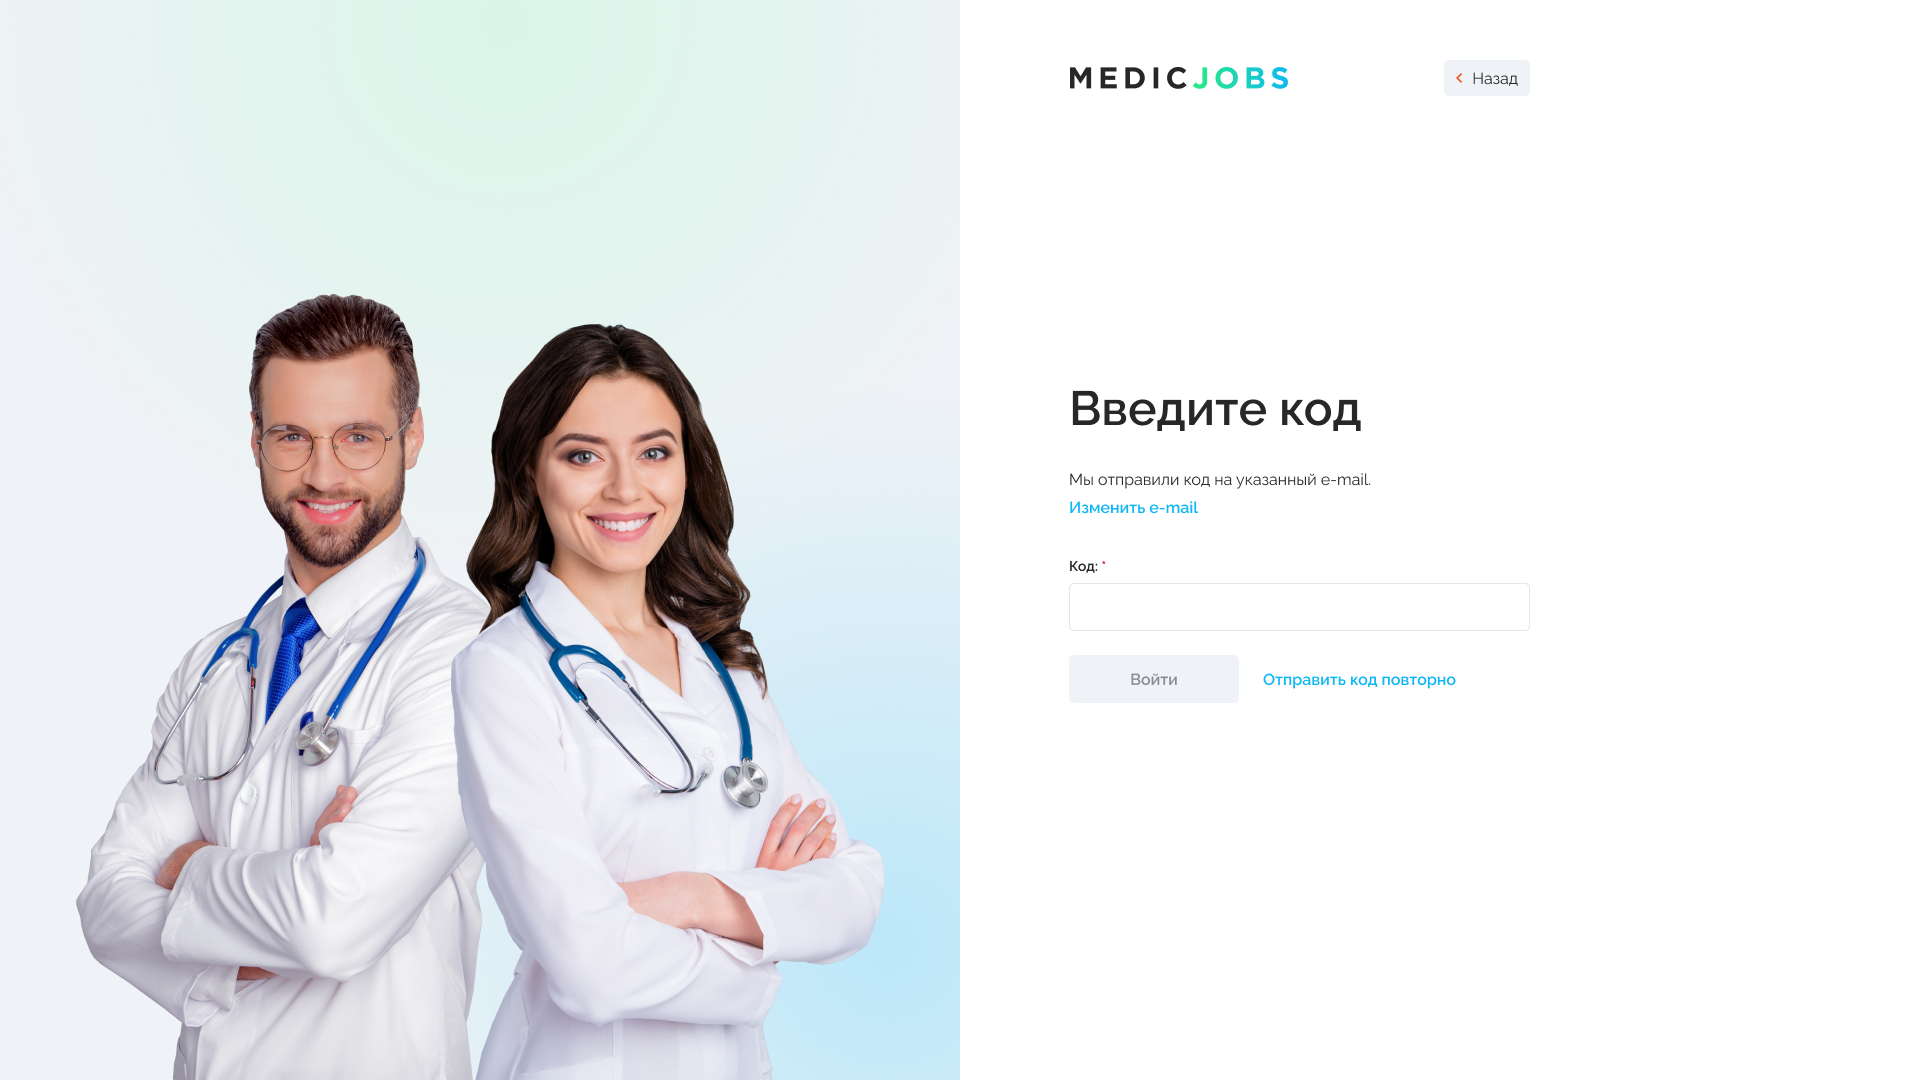 MEDICJOBS
Назад
Введите код
Мы отправили код на указанный e-mail.
Изменить e-mail
Код: *
Войти
Отправить код повторно